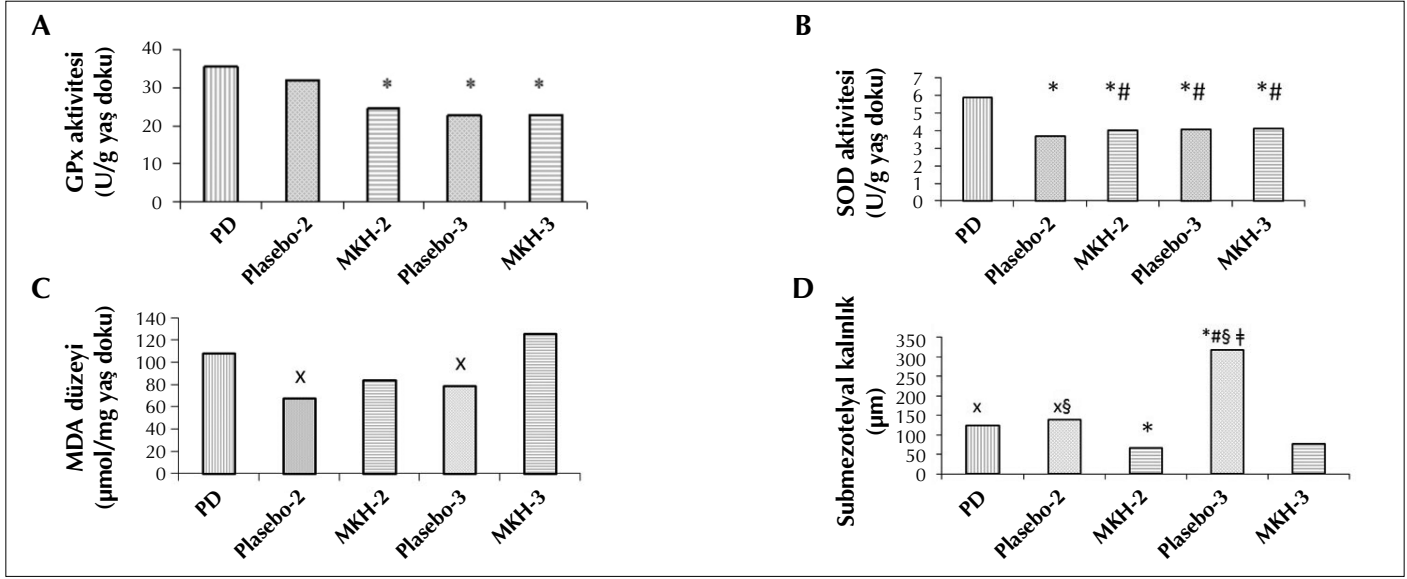 A
GPx aktivitesi
(U/g yaş doku)
40
30
20
10
0
* * *
PD Plasebo-2 MKH-2 Plasebo-3 MKH-3
B
SOD aktivitesi
(U/g yaş doku)
7
6
5
4
3
2
1
0
* *# *# *#
PD Plasebo-2 MKH-2 Plasebo-3 MKH-3
C
MDA düzeyi
(µmol/mg yaş doku)
140
120
100
80
60
40
20
0
x x
PD Plasebo-2 MKH-2 Plasebo-3 MKH-3
D
Submezotelyal kalınlık
(µm)
350
300
250
200
150
100
50
0
x x§ * *#§ ǂ
PD Plasebo-2 MKH-2 Plasebo-3 MKH-3